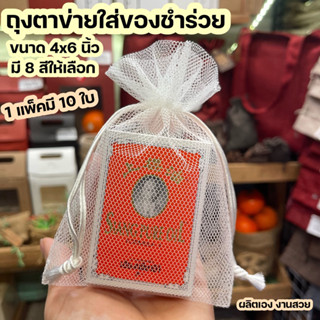 ถุงตาข่ายใส่ของชำร่วย
ขนาด 4x6 นิ้ว
มี 8 สีให้เลือก
1 แพ็คมี 10 ใบ
ผลิตเอง งานสวย